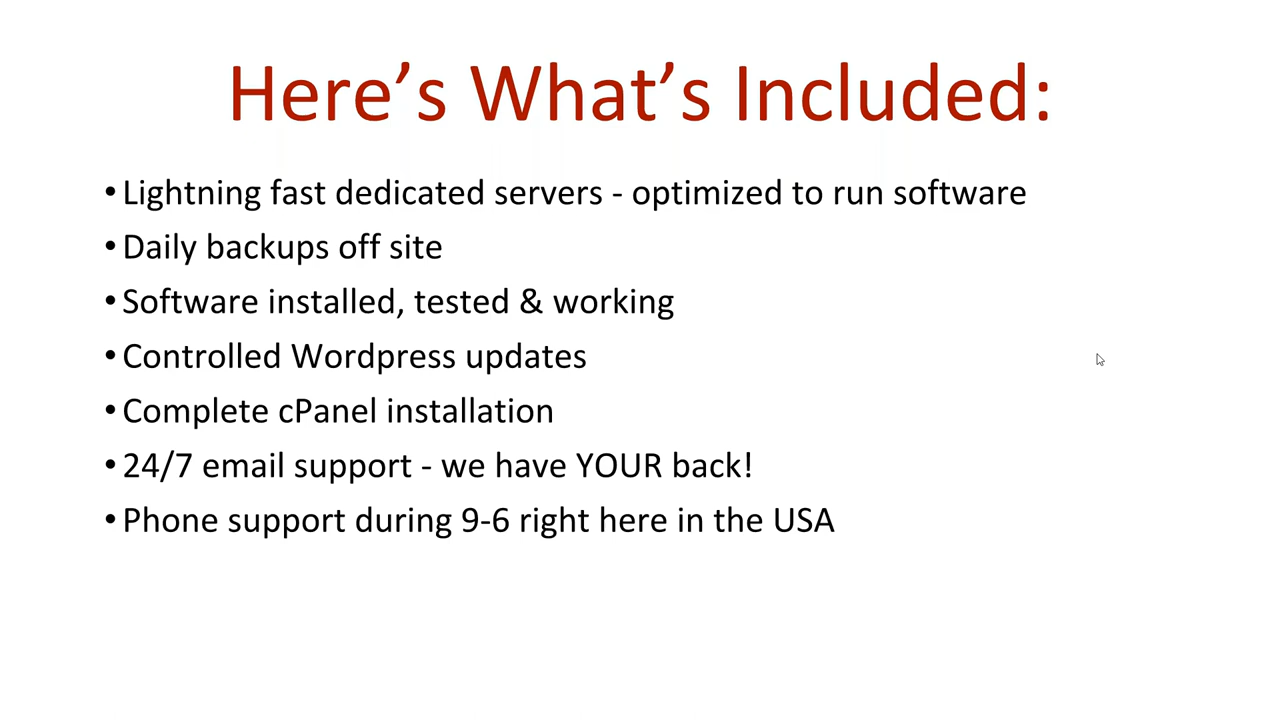 Here’s What’s Included:
•Lightning fast dedicated servers - optimized to run software
•Daily backups off site
•Software installed, tested & working
•Controlled Wordpress updates
•Complete cPanel installation
•24/7 email support - we have YOUR back!
•Phone support during 9-6 right here in the USA